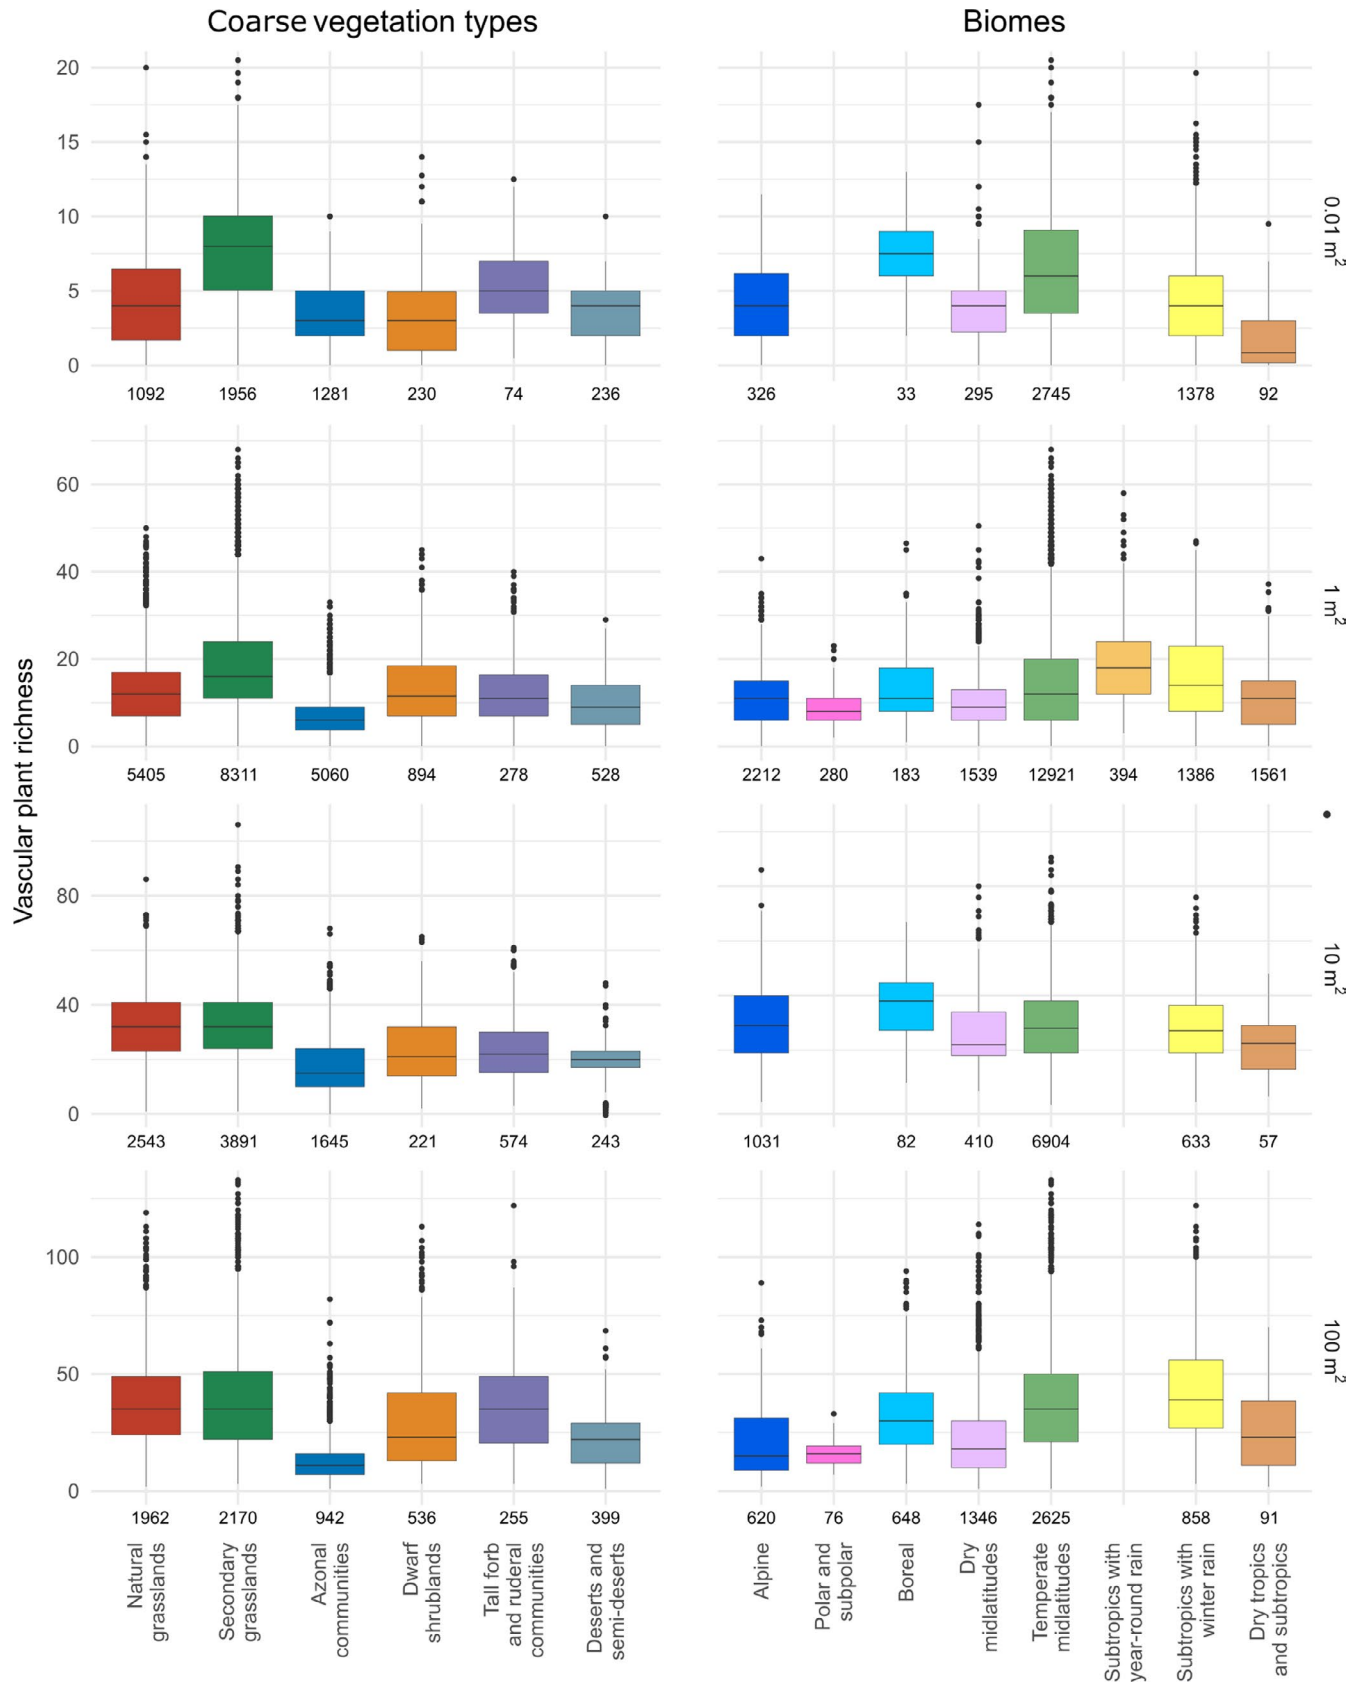 Coarse vegetation types
Biomes
Vascular plant richness
20
15
10
5
0
1092 1956 1281 230 74 236
326 33 295 2745 1378 92
0.01 m²
60
40
20
0
5405 8311 5060 894 278 528
2212 280 183 1539 12921 394 1386 1561
1 m²
80
40
0
2543 3891 1645 221 574 243
1031 82 410 6904 633 57
10 m²
100
50
0
1962 2170 942 536 255 399
620 76 648 1346 2625 858 91
100 m²
Natural
grasslands
Secondary
grasslands
Azonal
communities
Dwarf
shrublands
Tall forb
and ruderal
communities
Deserts and
semi-deserts
Alpine
Polar and
subpolar
Boreal
Dry
midlatitudes
Temperate
midlatitudes
Subtropics with
year-round rain
Subtropics with
winter rain
Dry tropics
and subtropics